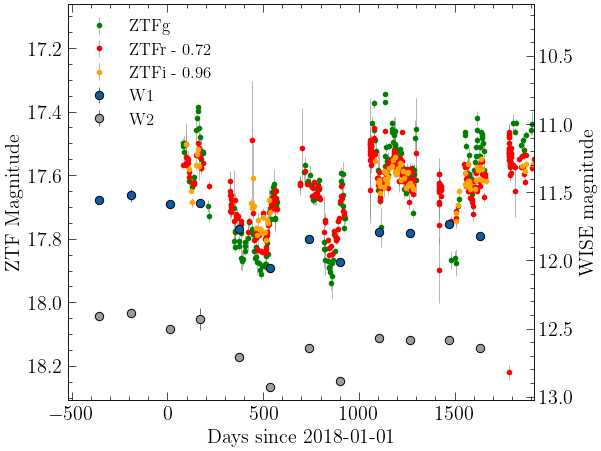 ZTFg
ZTFr - 0.72
ZTFi - 0.96
W1
W2
17.2
17.4
17.6
17.8
18.0
18.2
ZTF Magnitude
10.5
11.0
11.5
12.0
12.5
13.0
WISE magnitude
−500
0
500
1000
1500
Days since 2018-01-01